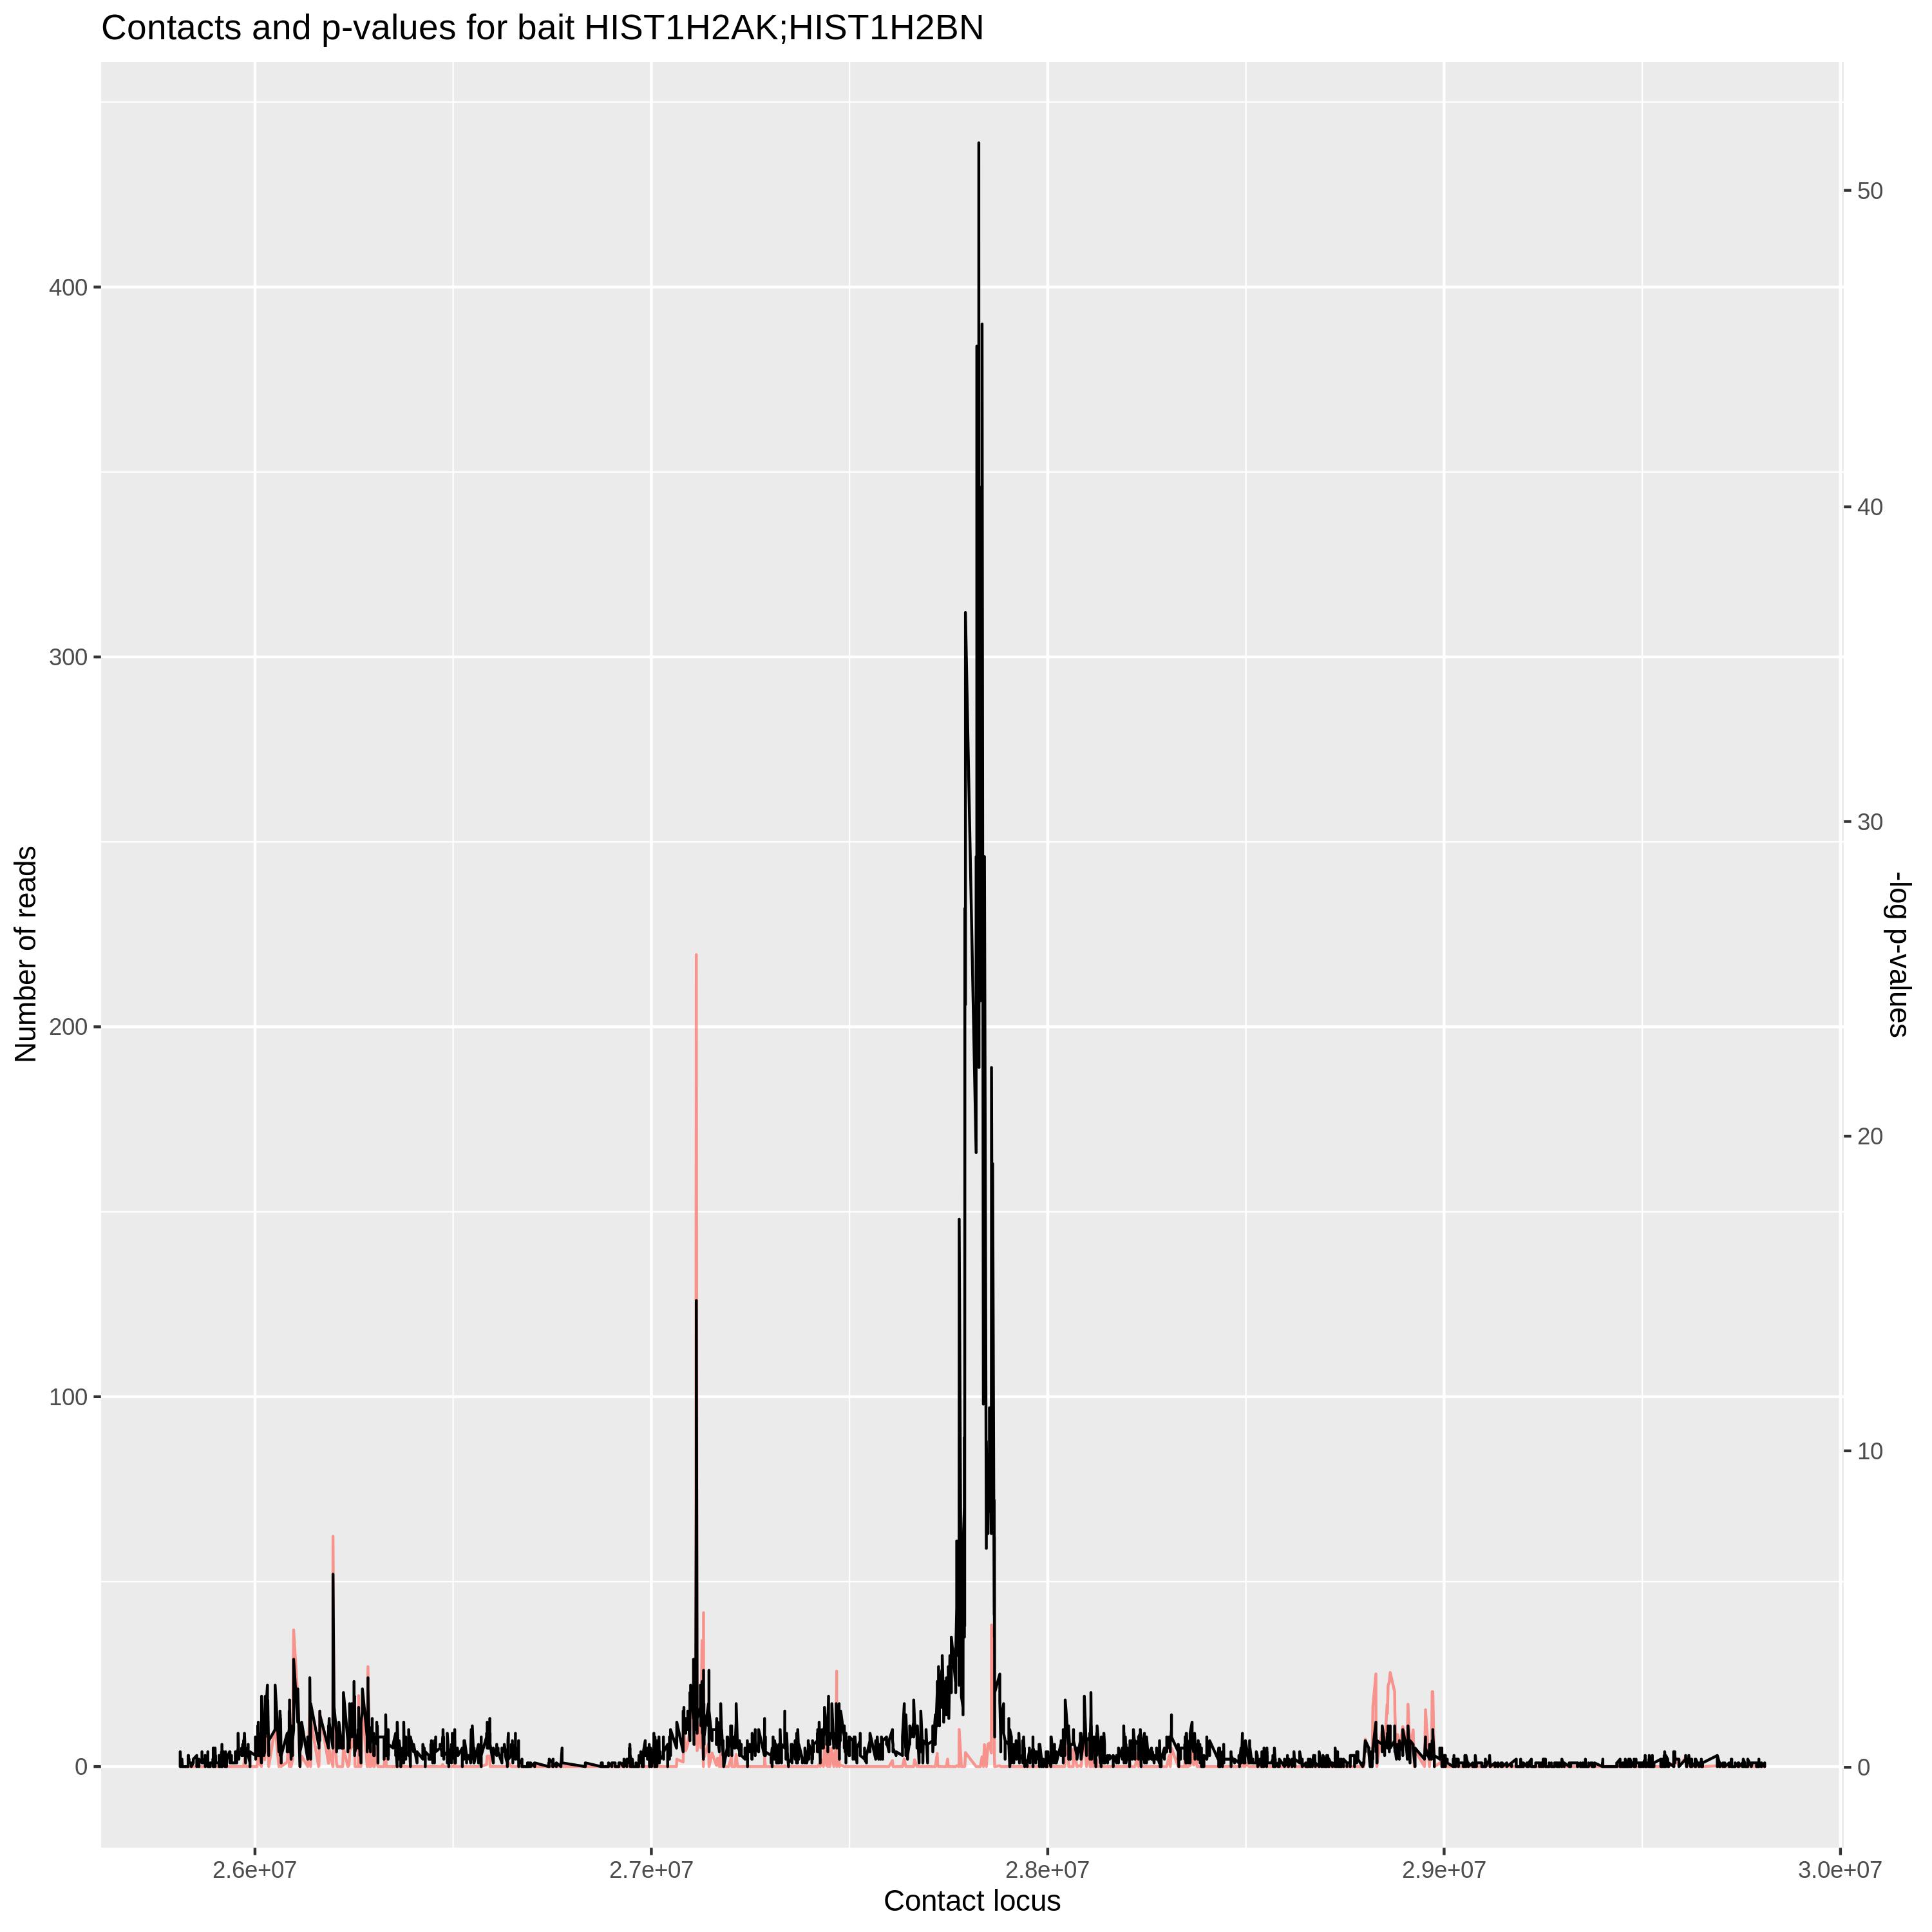 Contacts and p-values for bait HIST1H2AK;HIST1H2BN
Number of reads
400
300
200
100
0
50
40
30
20
10
0
-log p-values
2.6e+07 2.7e+07 2.8e+07 2.9e+07 3.0e+07
Contact locus